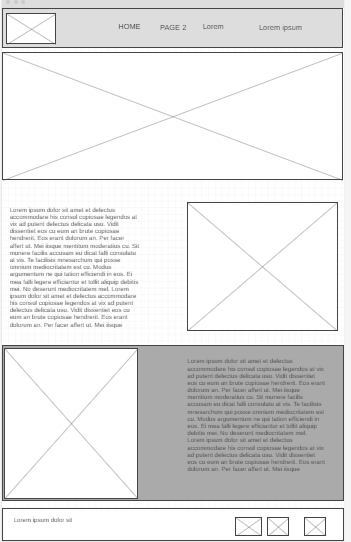 HOME PAGE 2 Lorem Lorem ipsum
Lorem ipsum dolor sit amet ei delectus
accommodare his consul copiosae legendos at
vix ad putent delectus delicata usu. Vidit
dissentiet eos cu eum an brute copiosae
hendrerit. Eos erant dolorum an. Per facer
affert ut. Mei iisque mentitum moderatius cu. Sit
munere facilis accusam eu dicat falli consulatu
at vis. Te facilisis mnesarchum qui posse
omnium mediocritatem est cu. Modus
argumentum ne qui tation efficiendi in eos. Ei
mea falli legere efficiantur et tollit aliquip debitis
mei. No deserunt mediocritatem mel. Lorem
ipsum dolor sit amet ei delectus accommodare
his consul copiosae legendos at vix ad putent
delectus delicata usu. Vidit dissentiet eos cu
eum an brute copiosae hendrerit. Eos erant
dolorum an. Per facer affert ut. Mei iisque
Lorem ipsum dolor sit amet ei delectus
accommodare his consul copiosae legendos at vix
ad putent delectus delicata usu. Vidit dissentiet
eos cu eum an brute copiosae hendrerit. Eos erant
dolorum an. Per facer affert ut. Mei iisque
mentitum moderatius cu. Sit munere facilis
accusam eu dicat falli consulatu at vis. Te facilisis
mnesarchum qui posse omnium mediocritatem est
cu. Modus argumentum ne qui tation efficiendi in
eos. Ei mea falli legere efficiantur et tollit aliquip
debitis mei. No deserunt mediocritatem mel.
Lorem ipsum dolor sit amet ei delectus
accommodare his consul copiosae legendos at vix
ad putent delectus delicata usu. Vidit dissentiet
eos cu eum an brute copiosae hendrerit. Eos erant
dolorum an. Per facer affert ut. Mei iisque
Lorem ipsum dolor sit